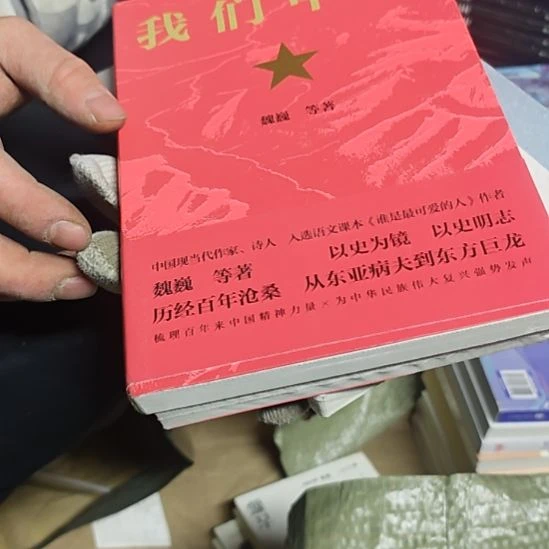 我们
魏巍 等著
中国现当代作家、诗人 入选语文课本《谁是最可爱的人》作者
魏巍 等著 以史为镜 以史明志
历经百年沧桑 从东亚病夫到东方巨龙
梳理百年来中国精神力量×为中华民族伟大复兴强势发声